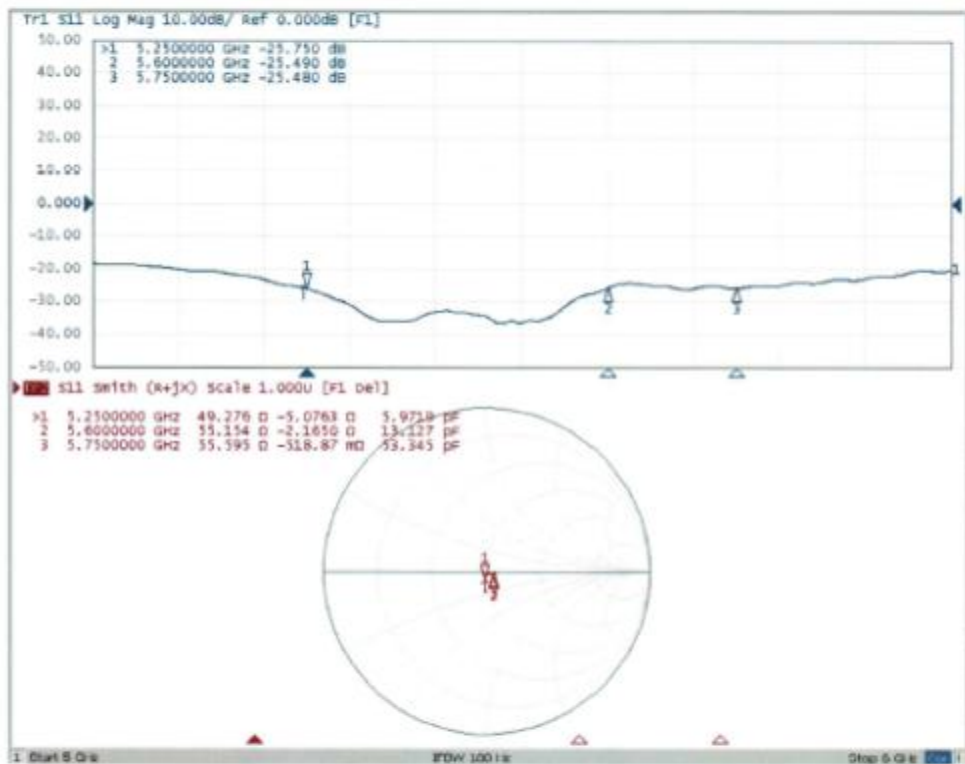 Tr1 S11 Log Mag 10.00dB/ Ref 0.000dB [F1]
50.00
>1 5.2500000 GHz -25.750 dB
2 5.6000000 GHz -25.490 dB
3 5.7500000 GHz -25.480 dB
40.00
30.00
20.00
10.00
0.000
-10.00
-20.00
-30.00
-40.00
-50.00
1
2
3
1
S11 Smith (R+jX) Scale 1.000U [F1 Del]
>1 5.2500000 GHz 49.276 Ω -5.0763 Ω 5.9719 pF
2 5.6000000 GHz 55.154 Ω -2.1650 Ω 13.127 pF
3 5.7500000 GHz 55.595 Ω -518.87 mΩ 53.345 pF
1
1 Start 5 GHz
IFBW 100 Hz
Stop 6 GHz